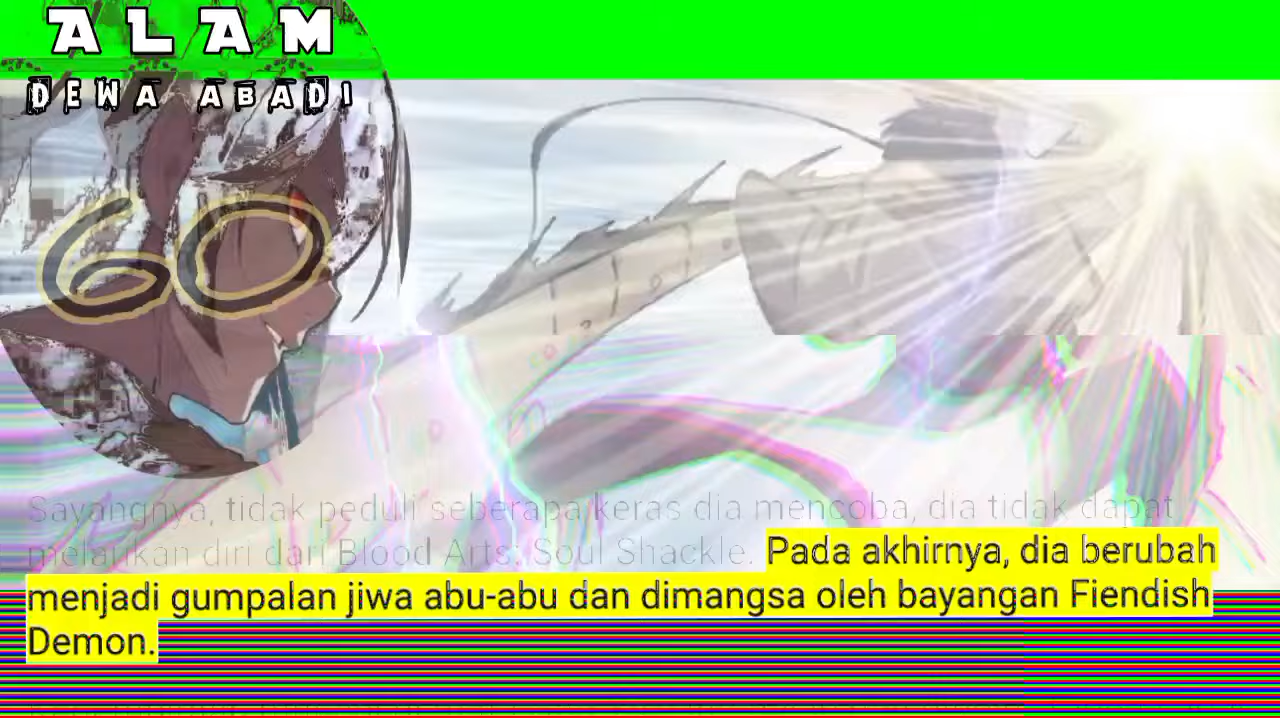 ALAM
DEWA ABADI
60
Sayangnya, tidak peduli seberapa keras dia mencoba, dia tidak dapat
melarikan diri dari Blood Arts: Soul Shackle. Pada akhirnya, dia berubah
menjadi gumpalan jiwa abu-abu dan dimangsa oleh bayangan Fiendish
Demon.